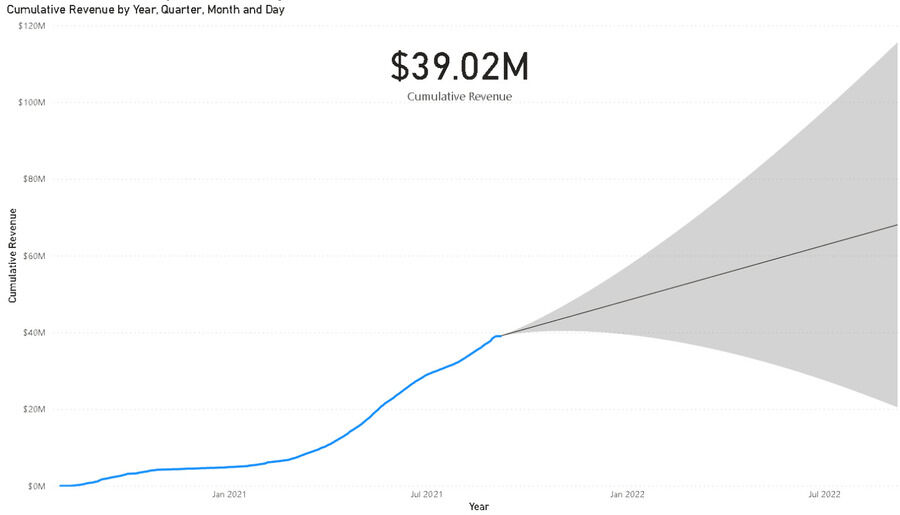 Cumulative Revenue by Year, Quarter, Month and Day
$120M
$39.02M
Cumulative Revenue
$100M
$80M
$60M
$40M
$20M
$0M
Cumulative Revenue
Jan 2021
Jul 2021
Jan 2022
Jul 2022
Year